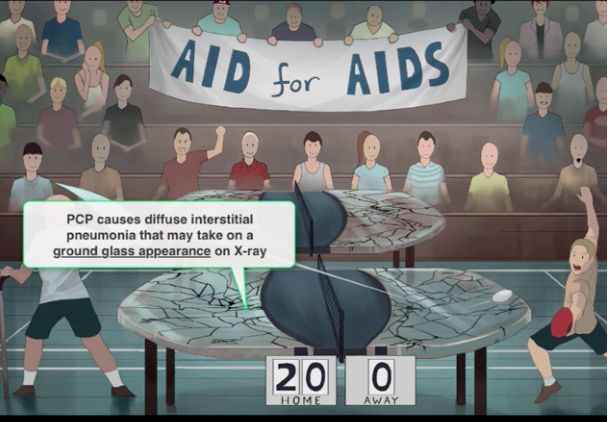 AID for AIDS
PCP causes diffuse interstitial
pneumonia that may take on a
ground glass appearance on X-ray
20 0
HOME AWAY